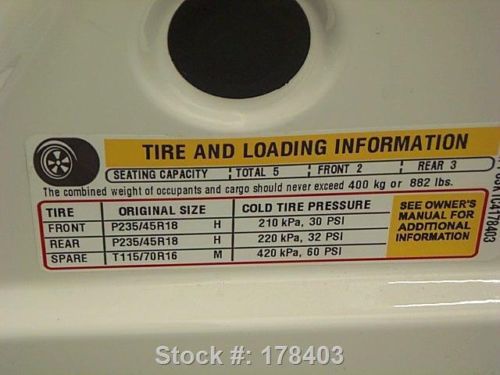 TIRE AND LOADING INFORMATION
SEATING CAPACITY TOTAL 5 FRONT 2 REAR 3
The combined weight of occupants and cargo should never exceed 400 kg or 882 lbs.
TIRE ORIGINAL SIZE COLD TIRE PRESSURE
FRONT P235/45R18 H 210 kPa, 30 PSI
REAR P235/45R18 H 220 kPa, 32 PSI
SPARE T115/70R16 M 420 kPa, 60 PSI
SEE OWNER'S
MANUAL FOR
ADDITIONAL
INFORMATION
Stock #: 178403